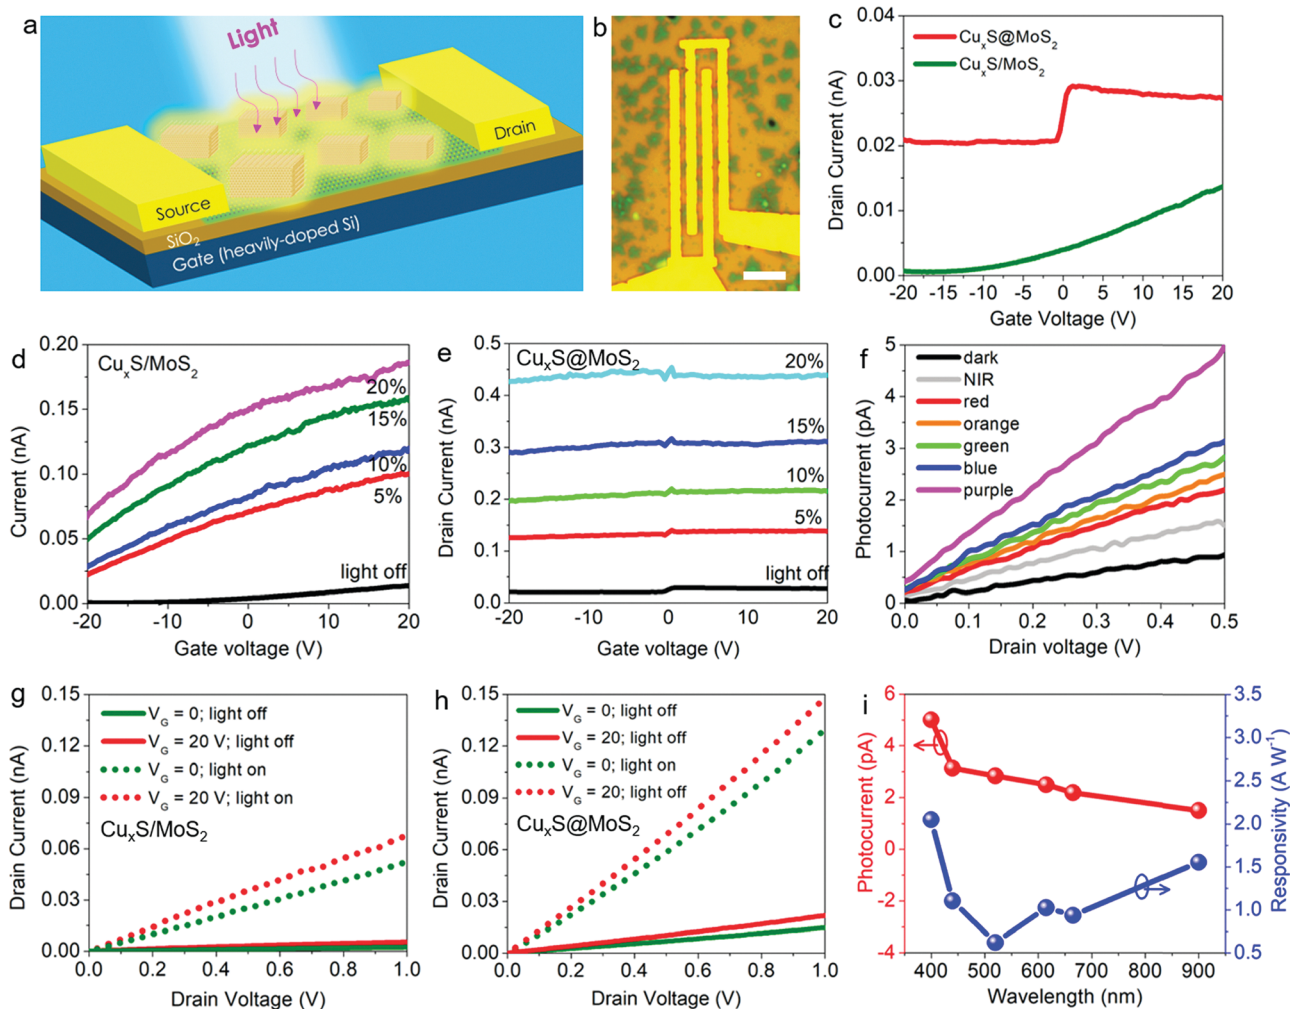 a
Light
Source
Drain
SiO2
Gate (heavily-doped Si)
b
c
CuxS@MoS2
CuxS/MoS2
Drain Current (nA)
0.04
0.03
0.02
0.01
0.00
-20 -15 -10 -5 0 5 10 15 20
Gate Voltage (V)
d
CuxS/MoS2
Current (nA)
0.20
0.15
0.10
0.05
0.00
20%
15%
10%
5%
light off
-20 -10 0 10 20
Gate voltage (V)
e
CuxS@MoS2
Drain Current (nA)
0.5
0.4
0.3
0.2
0.1
0.0
20%
15%
10%
5%
light off
-20 -10 0 10 20
Gate voltage (V)
f
dark
NIR
red
orange
green
blue
purple
Photocurrent (pA)
5
4
3
2
1
0
0.0 0.1 0.2 0.3 0.4 0.5
Drain voltage (V)
g
VG = 0; light off
VG = 20 V; light off
VG = 0; light on
VG = 20 V; light on
CuxS/MoS2
Drain Current (nA)
0.15
0.12
0.09
0.06
0.03
0.00
0.0 0.2 0.4 0.6 0.8 1.0
Drain Voltage (V)
h
VG = 0; light off
VG = 20; light off
VG = 0; light on
VG = 20; light off
CuxS@MoS2
Drain Current (nA)
0.15
0.12
0.09
0.06
0.03
0.00
0.0 0.2 0.4 0.6 0.8 1.0
Drain Voltage (V)
i
Photocurrent (pA)
6
4
2
0
-2
-4
400 500 600 700 800 900
Wavelength (nm)
3.5
3.0
2.5
2.0
1.5
1.0
0.5
Responsivity (A W-1)